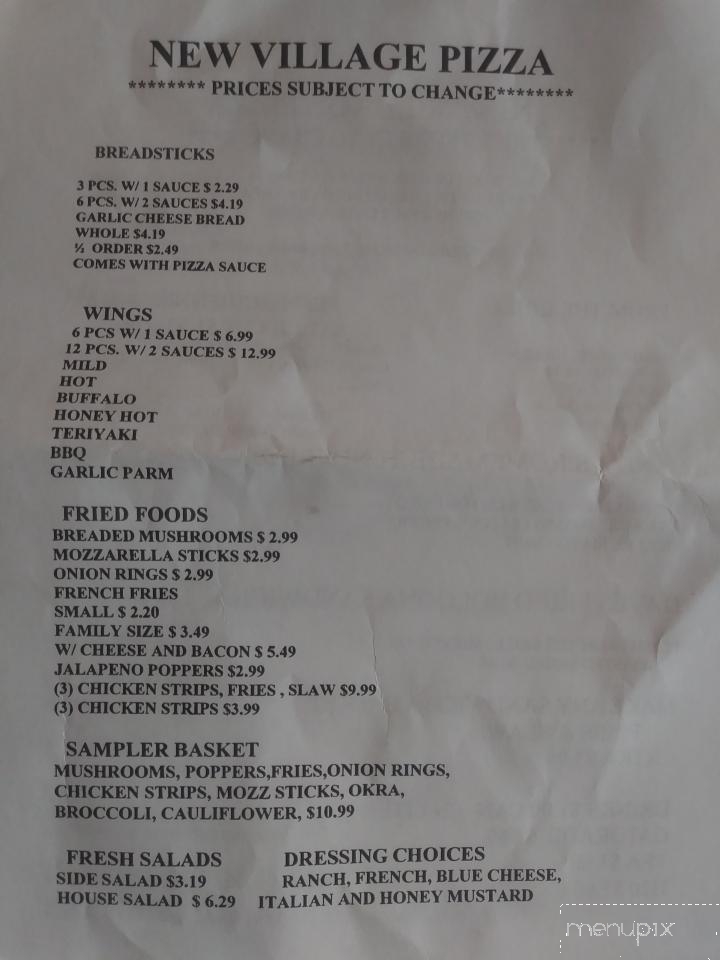 NEW VILLAGE PIZZA
******** PRICES SUBJECT TO CHANGE********
BREADSTICKS
3 PCS. W/ 1 SAUCE $ 2.29
6 PCS. W/ 2 SAUCES $4.19
GARLIC CHEESE BREAD
WHOLE $4.19
½ ORDER $2.49
COMES WITH PIZZA SAUCE
WINGS
6 PCS W/ 1 SAUCE $ 6.99
12 PCS. W/ 2 SAUCES $ 12.99
MILD
HOT
BUFFALO
HONEY HOT
TERIYAKI
BBQ
GARLIC PARM
FRIED FOODS
BREADED MUSHROOMS $ 2.99
MOZZARELLA STICKS $2.99
ONION RINGS $ 2.99
FRENCH FRIES
SMALL $ 2.20
FAMILY SIZE $ 3.49
W/ CHEESE AND BACON $ 5.49
JALAPENO POPPERS $2.99
(3) CHICKEN STRIPS, FRIES , SLAW $9.99
(3) CHICKEN STRIPS $3.99
SAMPLER BASKET
MUSHROOMS, POPPERS,FRIES,ONION RINGS,
CHICKEN STRIPS, MOZZ STICKS, OKRA,
BROCCOLI, CAULIFLOWER, $10.99
FRESH SALADS
SIDE SALAD $3.19
HOUSE SALAD $ 6.29
DRESSING CHOICES
RANCH, FRENCH, BLUE CHEESE,
ITALIAN AND HONEY MUSTARD
menupix